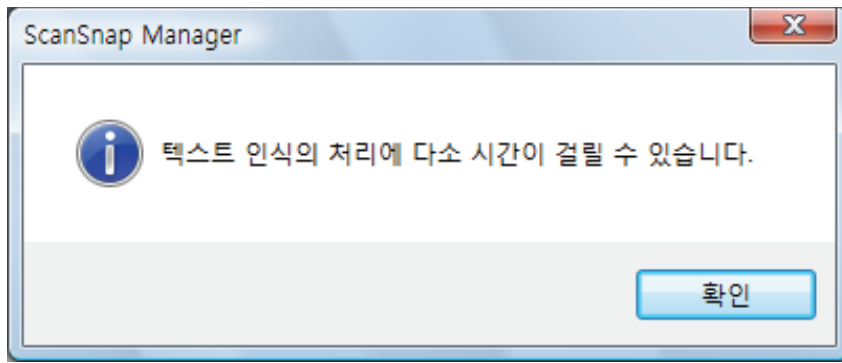 ScanSnap Manager
텍스트 인식의 처리에 다소 시간이 걸릴 수 있습니다.
확인